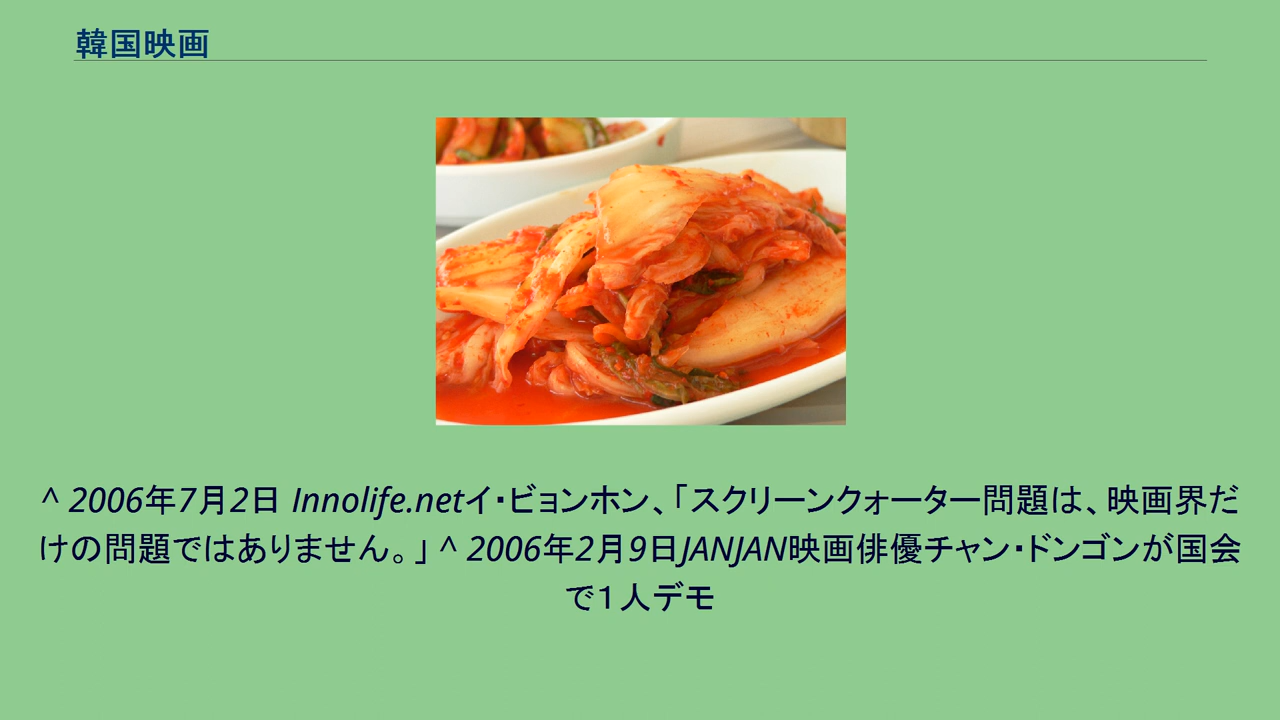 韓国映画
^ 2006年7月2日 Innolife.netイ・ビョンホン、「スクリーンクォーター問題は、映画界だ
けの問題ではありません。」 ^ 2006年2月9日JANJAN映画俳優チャン・ドンゴンが国会
で１人デモ